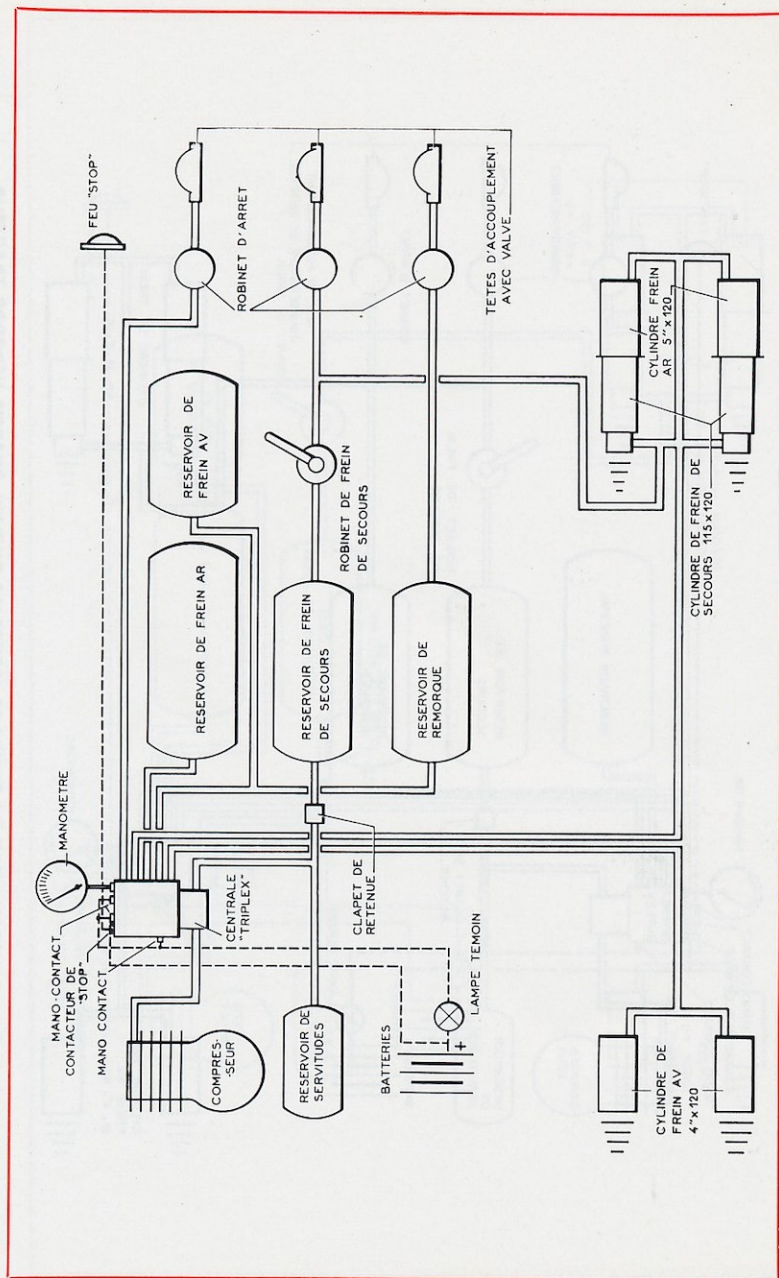 FEU "STOP"
ROBINET D'ARRET
TETES D'ACCOUPLEMENT
AVEC VALVE
MANOMETRE
RESERVOIR DE
FREIN AV
RESERVOIR DE FREIN AR
ROBINET DE FREIN
DE SECOURS
RESERVOIR DE FREIN
DE SECOURS
RESERVOIR DE
REMORQUE
CYLINDRE FREIN
AR 5"x120
CYLINDRE DE FREIN DE
SECOURS 115x120
MANO-CONTACT
CONTACTEUR DE
"STOP"
MANO CONTACT
CENTRALE
"TRIPLEX"
CLAPET DE
RETENUE
COMPRES-
-SEUR
RESERVOIR DE
SERVITUDES
BATTERIES
+
LAMPE TEMOIN
CYLINDRE DE
FREIN AV
4"x120